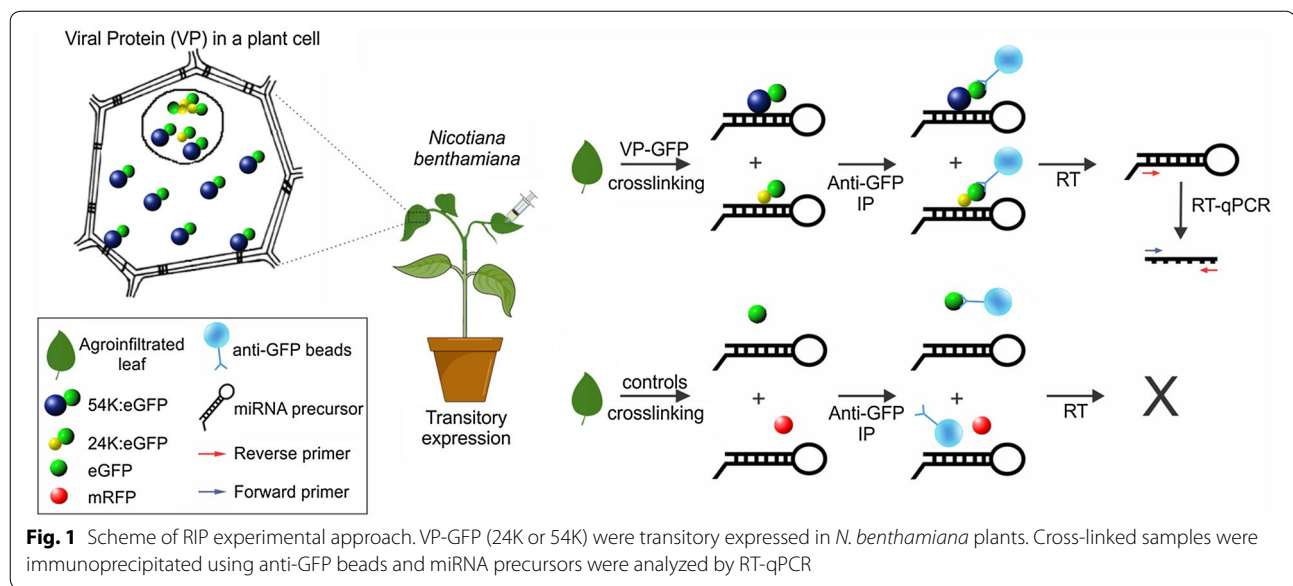 Viral Protein (VP) in a plant cell
Nicotiana
benthamiana
Transitory
expression
Agroinfiltrated
leaf
54K:eGFP
24K:eGFP
eGFP
mRFP
anti-GFP beads
miRNA precursor
Reverse primer
Forward primer
VP-GFP
crosslinking
+
Anti-GFP
IP
+
RT
RT-qPCR
controls
crosslinking
+
Anti-GFP
IP
+
RT
X
Fig. 1 Scheme of RIP experimental approach. VP-GFP (24K or 54K) were transitory expressed in N. benthamiana plants. Cross-linked samples were
immunoprecipitated using anti-GFP beads and miRNA precursors were analyzed by RT-qPCR